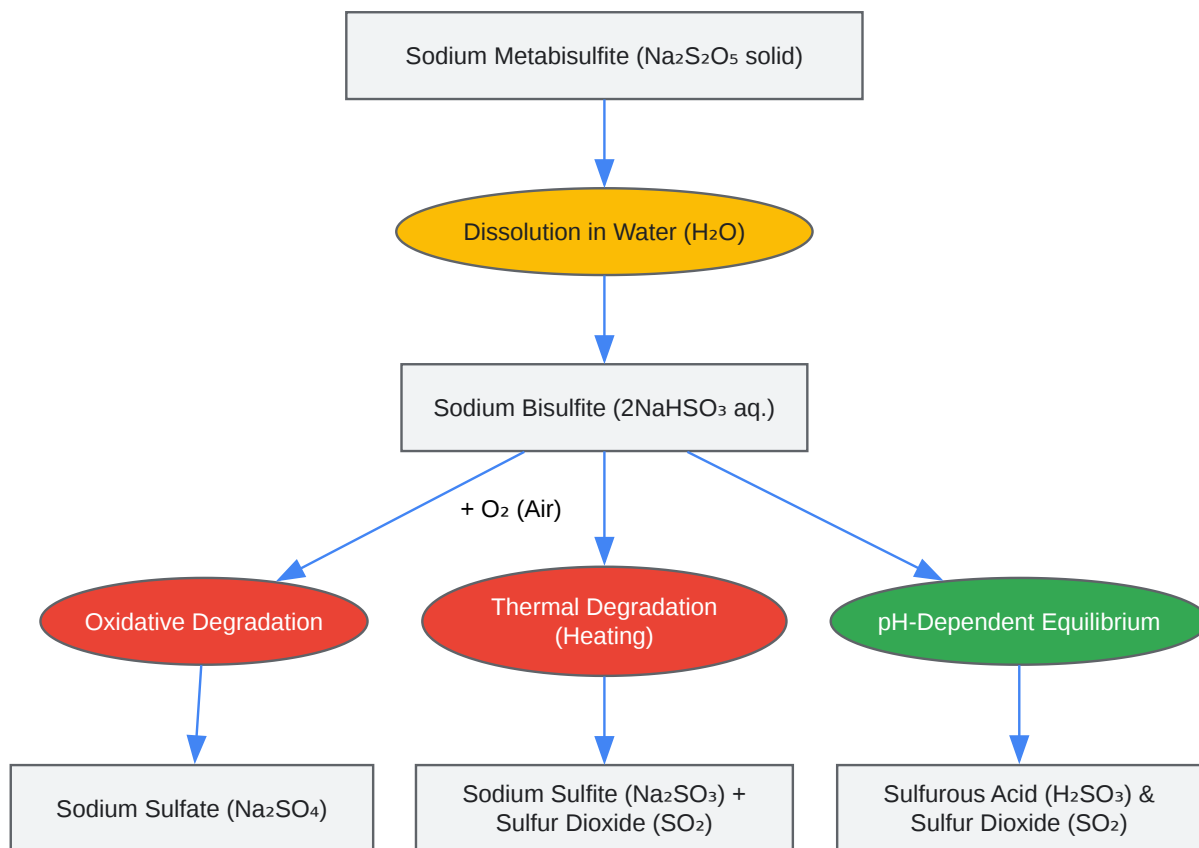 Sodium Metabisulfite (Na₂S₂O₅ solid)
Dissolution in Water (H₂O)
Sodium Bisulfite (2NaHSO₃ aq.)
+ O₂ (Air)
Oxidative Degradation
Thermal Degradation
(Heating)
pH-Dependent Equilibrium
Sodium Sulfate (Na₂SO₄)
Sodium Sulfite (Na₂SO₃) +
Sulfur Dioxide (SO₂)
Sulfurous Acid (H₂SO₃) &
Sulfur Dioxide (SO₂)